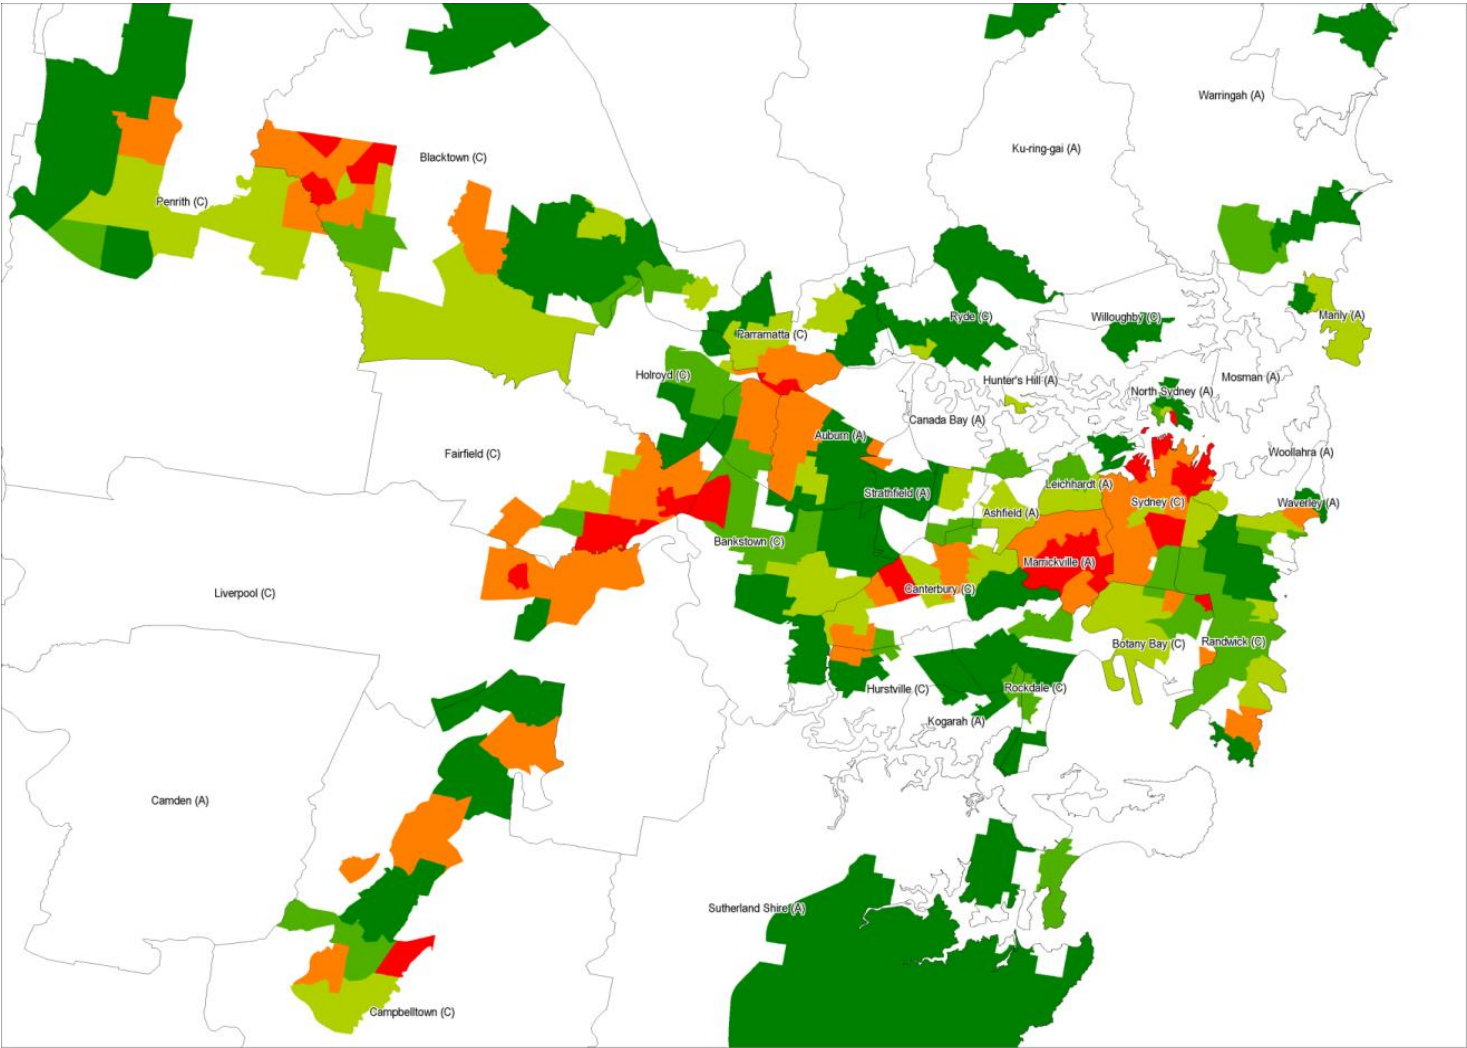 Warringah (A)
Ku-ring-gai (A)
Blacktown (C)
Penrith (C)
Ryde (C)
Willoughby (C)
Manly (A)
Parramatta (C)
Holroyd (C)
Hunter's Hill (A)
Mosman (A)
North Sydney (A)
Canada Bay (A)
Auburn (A)
Fairfield (C)
Woollahra (A)
Leichhardt (A)
Strathfield (A)
Sydney (C)
Waverley (A)
Ashfield (A)
Bankstown (C)
Marrickville (A)
Canterbury (C)
Liverpool (C)
Botany Bay (C)
Randwick (C)
Hurstville (C)
Rockdale (C)
Kogarah (A)
Camden (A)
Sutherland Shire (A)
Campbelltown (C)